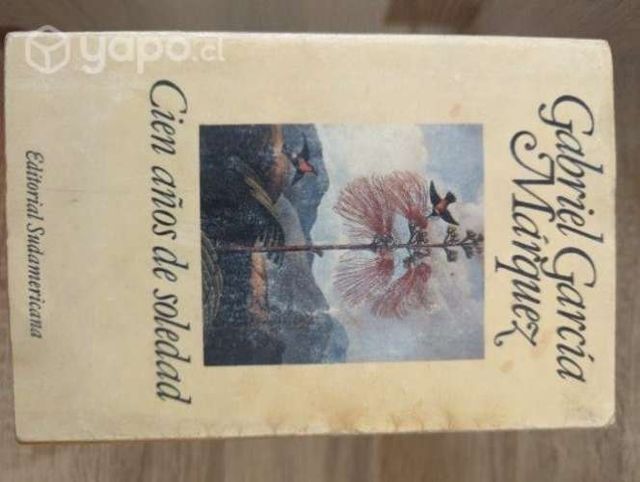 yapo.cl
Gabriel García
Márquez
Cien años de soledad
Editorial Sudamericana